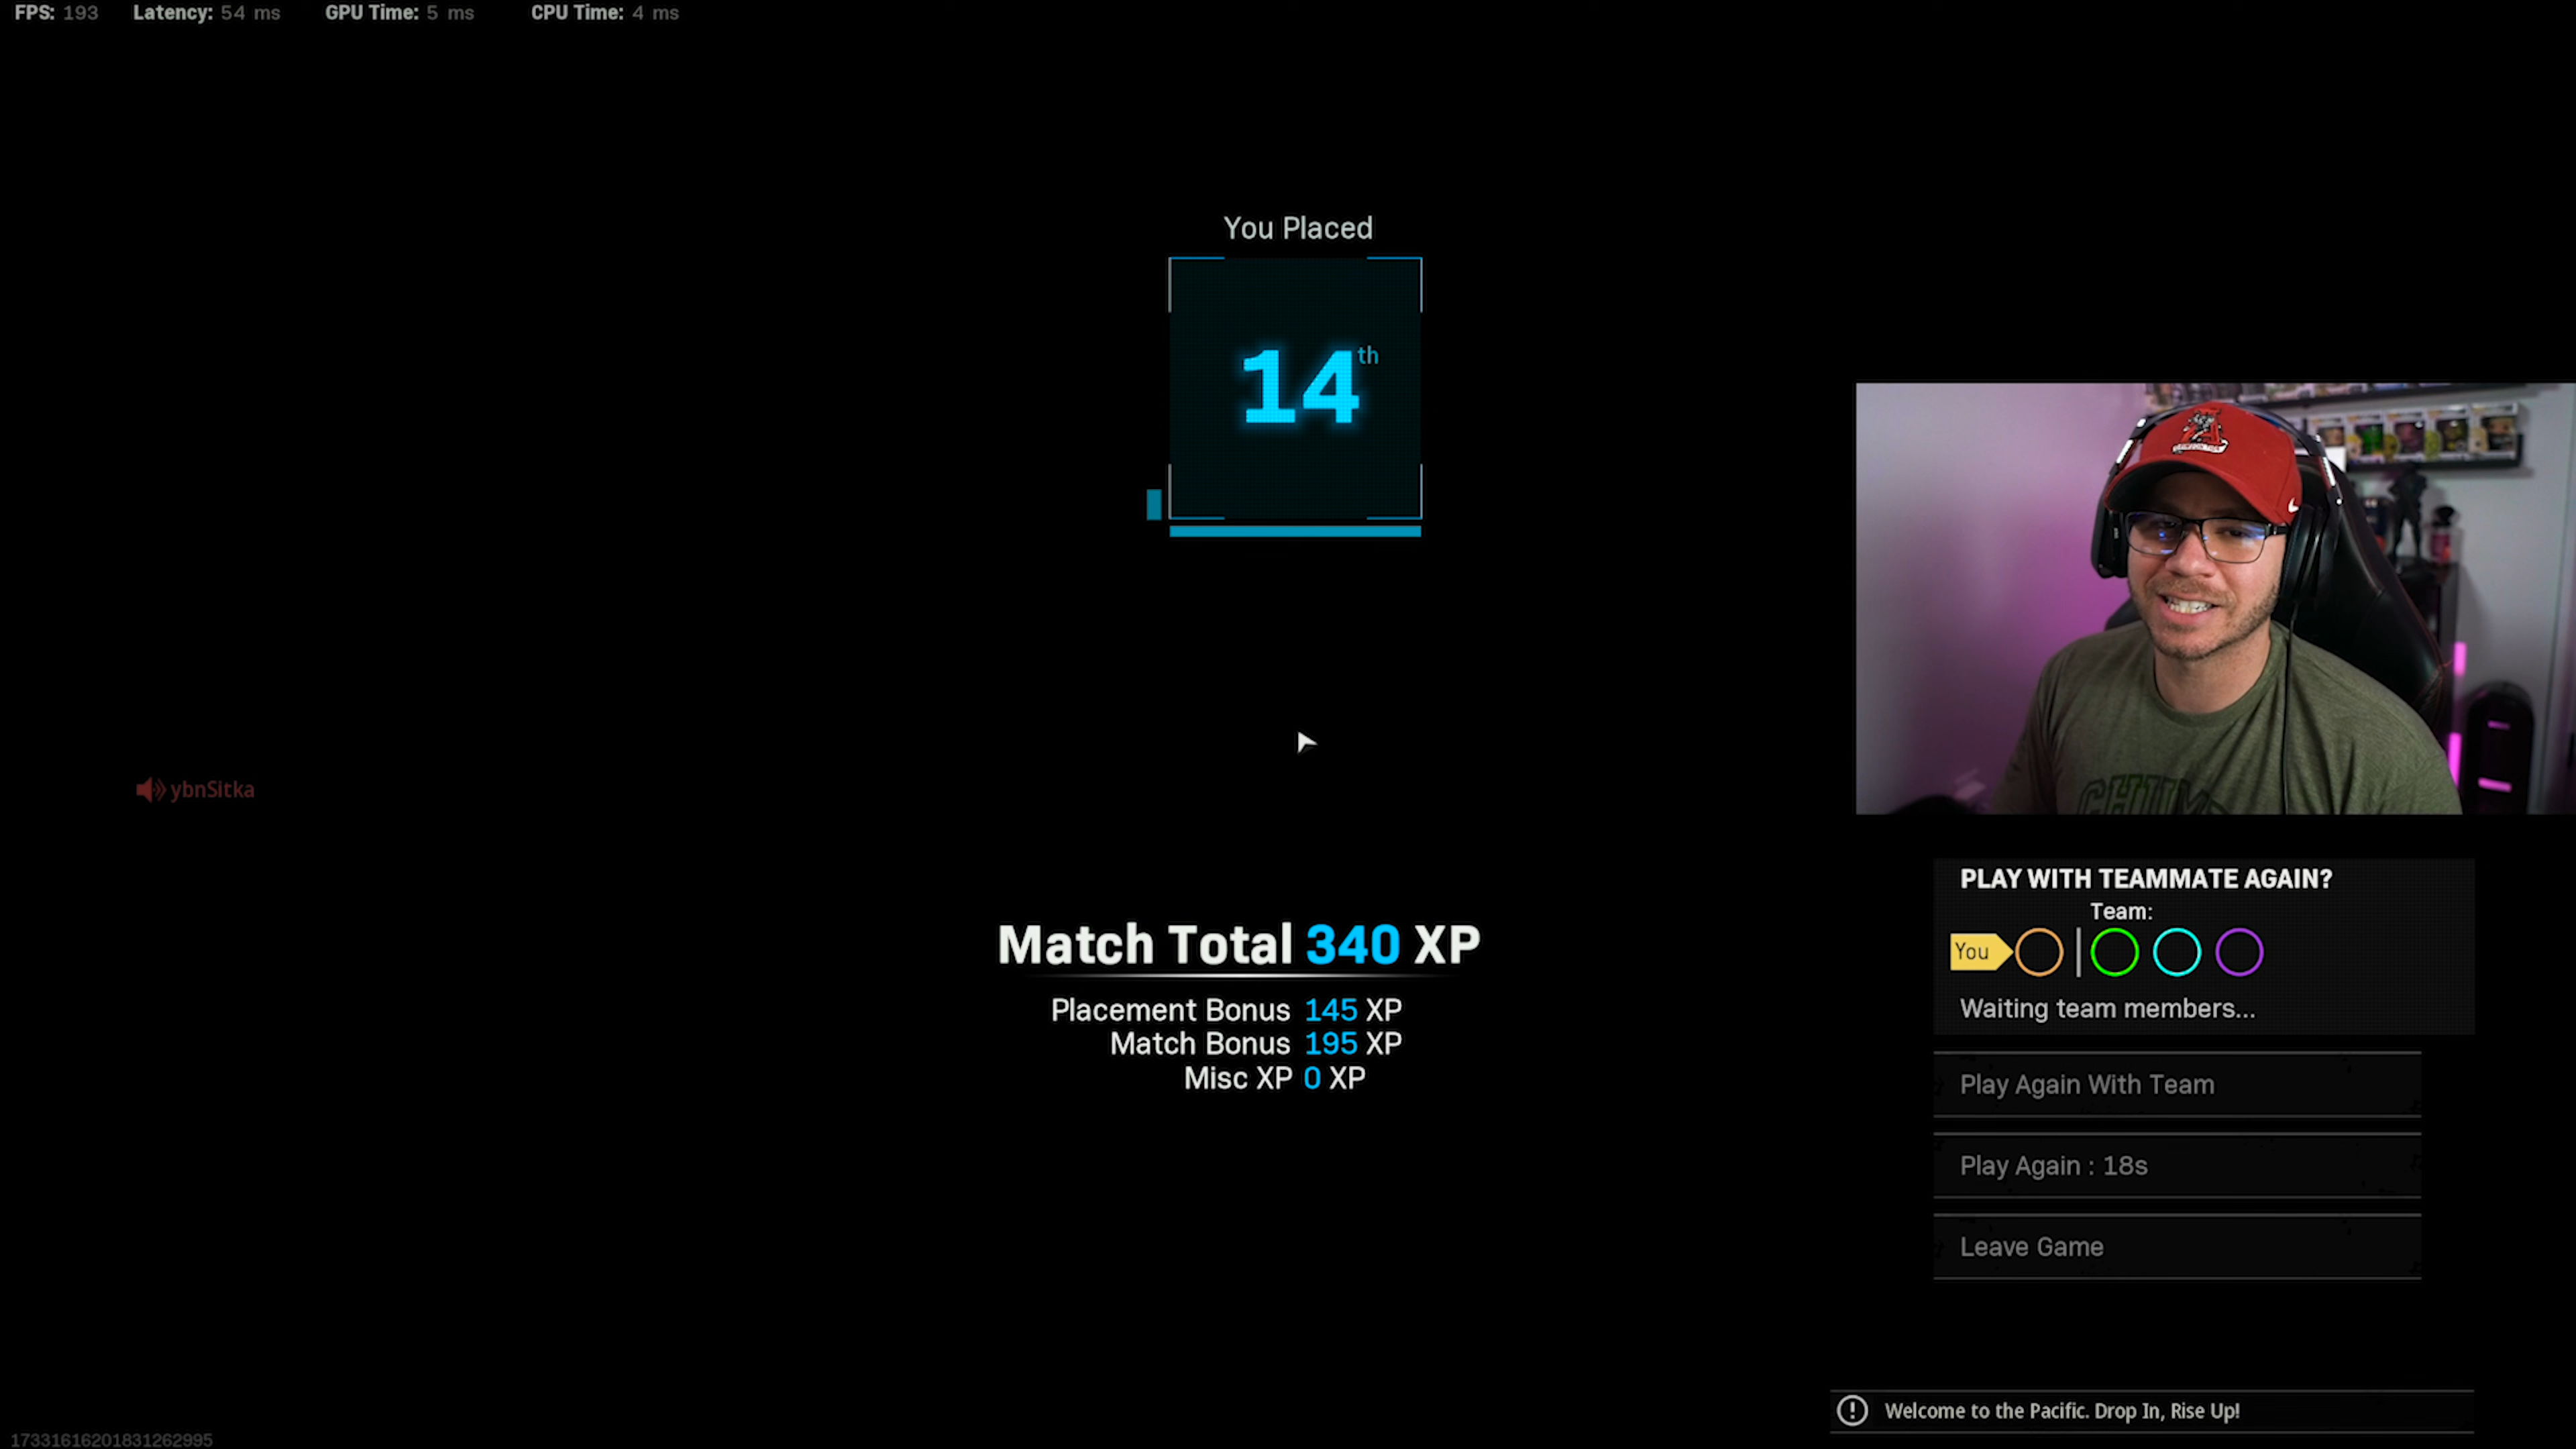 FPS: 193 Latency: 54 ms GPU Time: 5 ms CPU Time: 4 ms
You Placed
14th
ybnSitka
Match Total 340 XP
Placement Bonus 145 XP
Match Bonus 195 XP
Misc XP 0 XP
PLAY WITH TEAMMATE AGAIN?
Team:
You
Waiting team members...
Play Again With Team
Play Again : 18s
Leave Game
Welcome to the Pacific. Drop In, Rise Up!
17331616201831262995